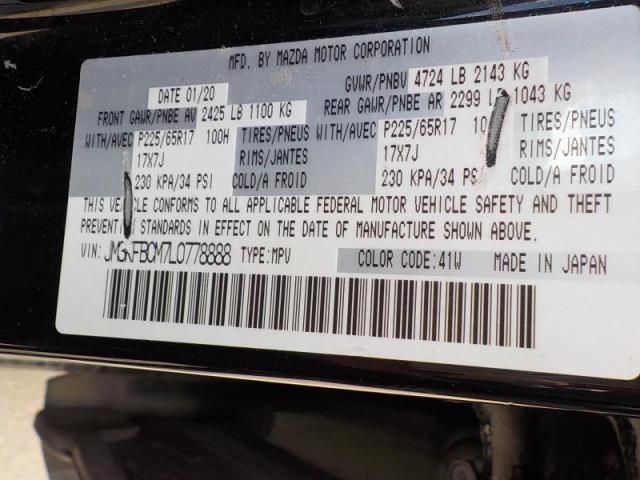 MFD. BY MAZDA MOTOR CORPORATION
DATE 01/20 GVWR/PNBV 4724 LB 2143 KG
FRONT GAWR/PNBE AV 2425 LB 1100 KG REAR GAWR/PNBE AR 2299 LB 1043 KG
WITH/AVEC P225/65R17 100H TIRES/PNEUS WITH/AVEC P225/65R17 TIRES/PNEUS
17X7J RIMS/JANTES 17X7J RIMS/JANTES
230 KPA/34 PSI COLD/A FROID 230 KPA/34 PSI COLD/A FROID
THIS VEHICLE CONFORMS TO ALL APPLICABLE FEDERAL MOTOR VEHICLE SAFETY AND THEFT
PREVENTION STANDARDS IN EFFECT ON THE DATE OF MANUFACTURE SHOWN ABOVE.
VIN: TYPE: MPV COLOR CODE: 41W MADE IN JAPAN